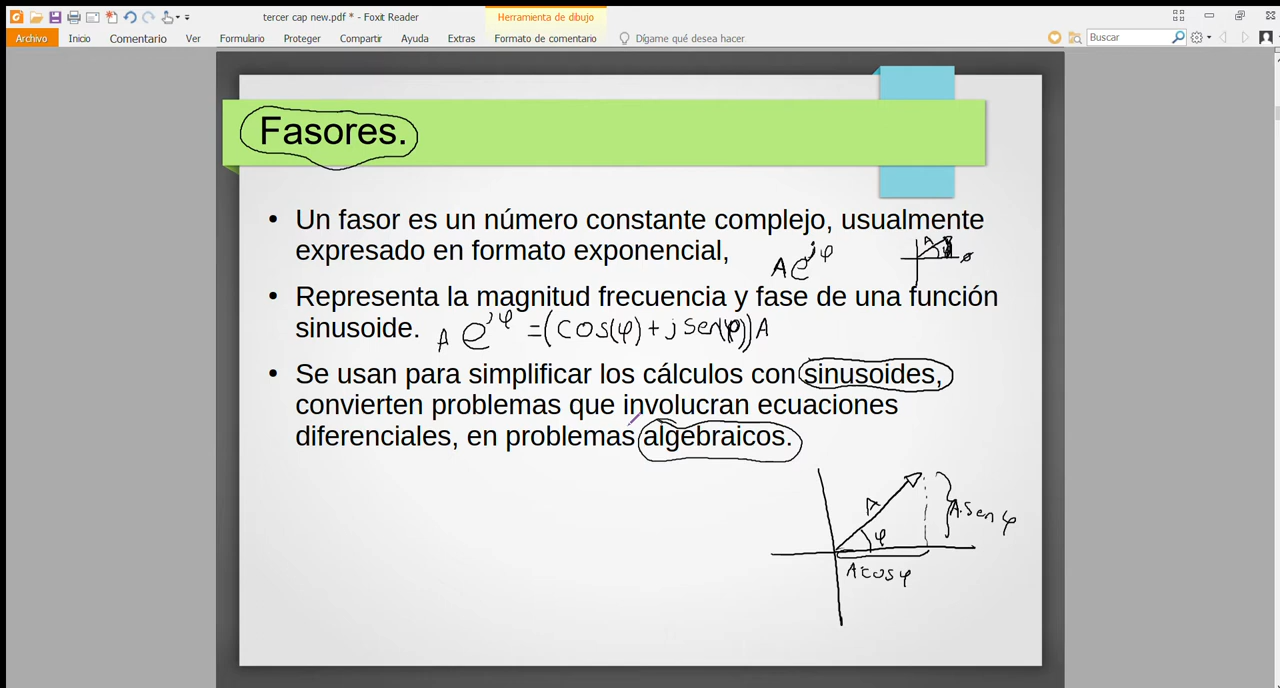 tercer cap new.pdf * - Foxit Reader
Herramienta de dibujo
Archivo Inicio Comentario Ver Formulario Proteger Compartir Ayuda Extras Formato de comentario Dígame qué desea hacer Buscar
Fasores.
• Un fasor es un número constante complejo, usualmente
expresado en formato exponencial,
A e^jφ
A
• Representa la magnitud frecuencia y fase de una función
sinusoide. A e^jφ = (cos(φ) + j sen(φ)) A
• Se usan para simplificar los cálculos con sinusoides,
convierten problemas que involucran ecuaciones
diferenciales, en problemas algebraicos.
A
A.Sen φ
φ
A cos φ